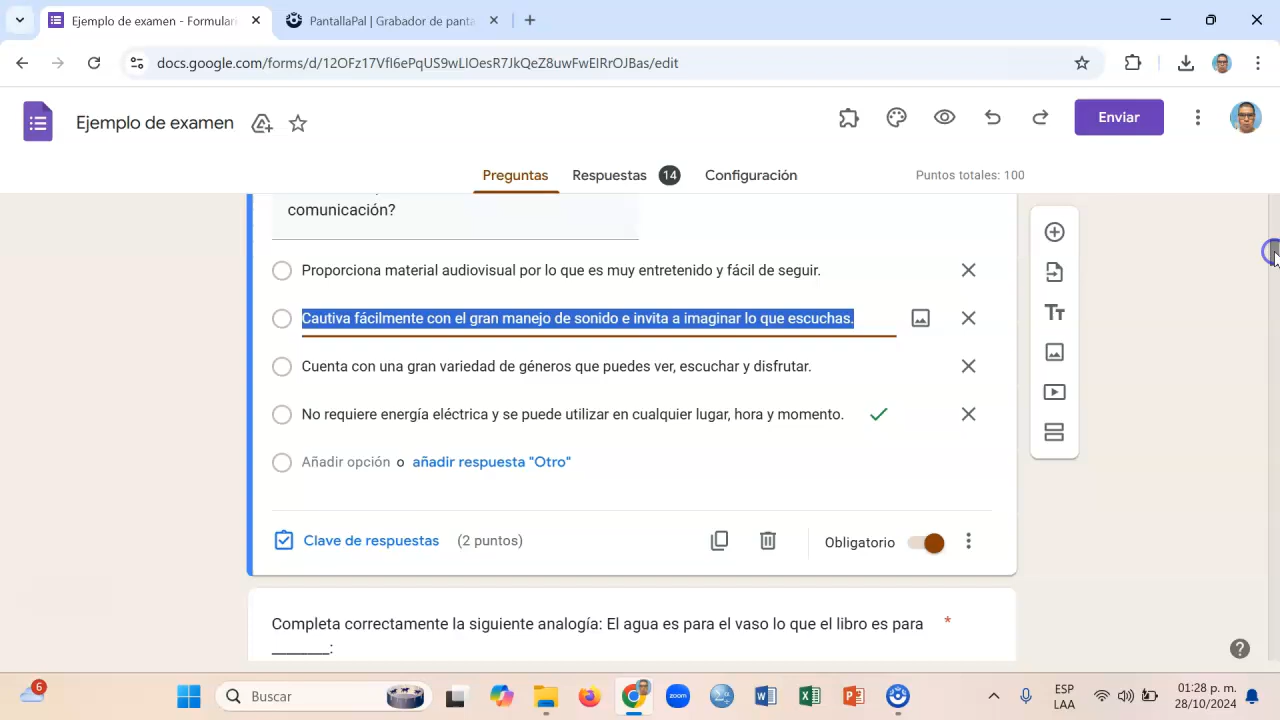 Ejemplo de examen - Formular
PantallaPal | Grabador de panta
docs.google.com/forms/d/12OFz17Vfl6ePqUS9wLlOesR7JkQeZ8uwFwElRrOJBas/edit
Ejemplo de examen
Enviar
Preguntas
Respuestas 14
Configuración
Puntos totales: 100
comunicación?
Proporciona material audiovisual por lo que es muy entretenido y fácil de seguir.
Cautiva fácilmente con el gran manejo de sonido e invita a imaginar lo que escuchas.
Cuenta con una gran variedad de géneros que puedes ver, escuchar y disfrutar.
No requiere energía eléctrica y se puede utilizar en cualquier lugar, hora y momento.
Añadir opción o añadir respuesta "Otro"
Clave de respuestas (2 puntos)
Obligatorio
Completa correctamente la siguiente analogía: El agua es para el vaso lo que el libro es para *
________:
6
Buscar
zoom
ESP
LAA
01:28 p. m.
28/10/2024